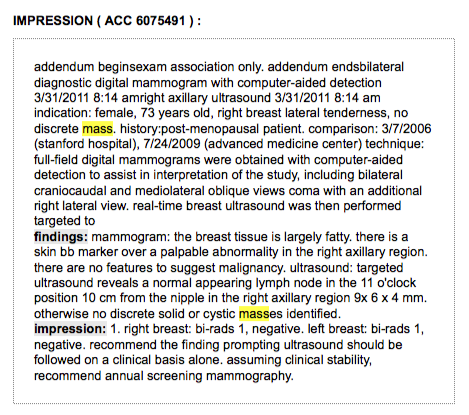 IMPRESSION ( ACC 6075491 ) :
addendum beginsexam association only. addendum endsbilateral
diagnostic digital mammogram with computer-aided detection
3/31/2011 8:14 amright axillary ultrasound 3/31/2011 8:14 am
indication: female, 73 years old, right breast lateral tenderness, no
discrete mass. history:post-menopausal patient. comparison: 3/7/2006
(stanford hospital), 7/24/2009 (advanced medicine center) technique:
full-field digital mammograms were obtained with computer-aided
detection to assist in interpretation of the study, including bilateral
craniocaudal and mediolateral oblique views coma with an additional
right lateral view. real-time breast ultrasound was then performed
targeted to
findings: mammogram: the breast tissue is largely fatty. there is a
skin bb marker over a palpable abnormality in the right axillary region.
there are no features to suggest malignancy. ultrasound: targeted
ultrasound reveals a normal appearing lymph node in the 11 o'clock
position 10 cm from the nipple in the right axillary region 9x 6 x 4 mm.
otherwise no discrete solid or cystic masses identified.
impression: 1. right breast: bi-rads 1, negative. left breast: bi-rads 1,
negative. recommend the finding prompting ultrasound should be
followed on a clinical basis alone. assuming clinical stability,
recommend annual screening mammography.